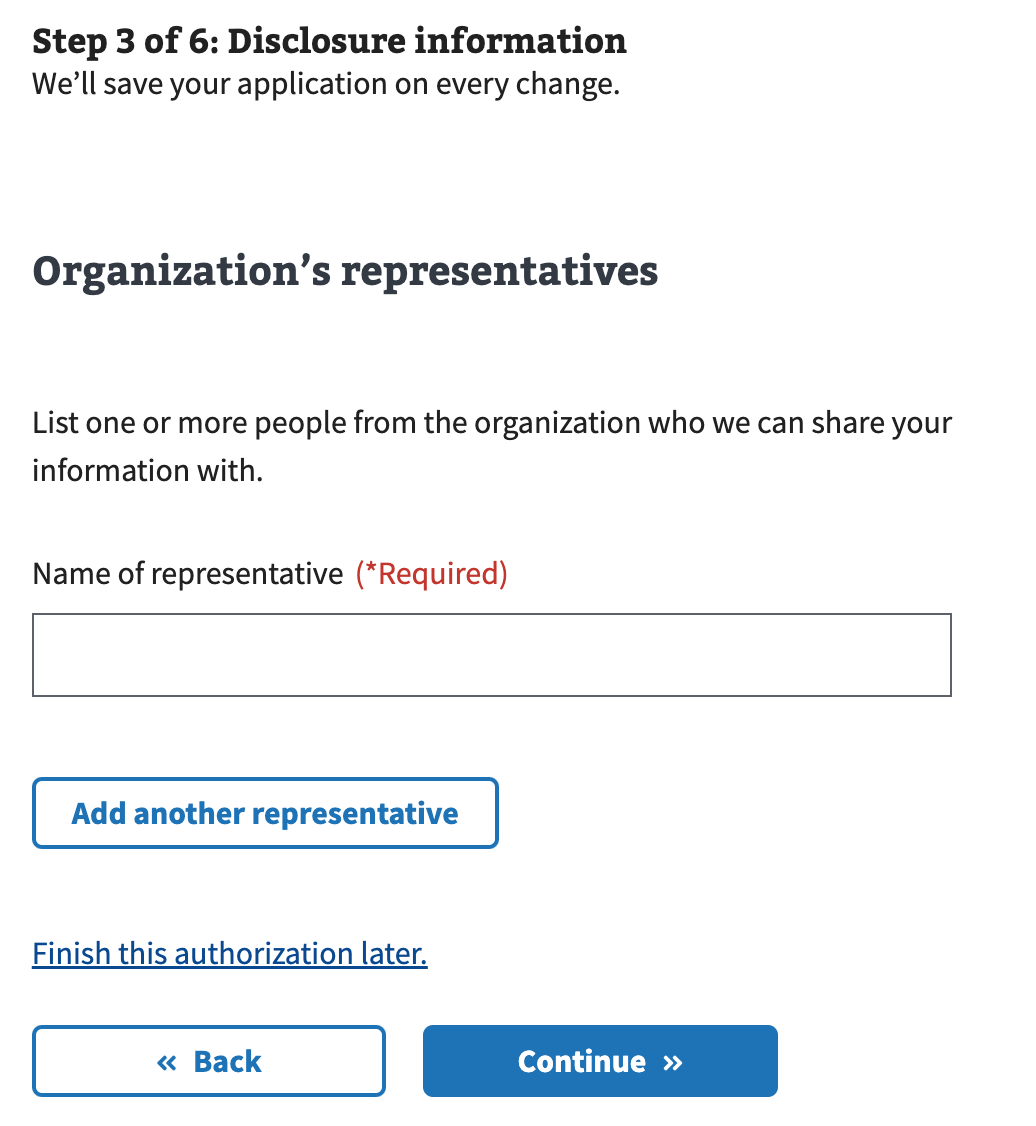 Step 3 of 6: Disclosure information
We’ll save your application on every change.
Organization’s representatives
List one or more people from the organization who we can share your
information with.
Name of representative (*Required)
Add another representative
Finish this authorization later.
« Back
Continue »